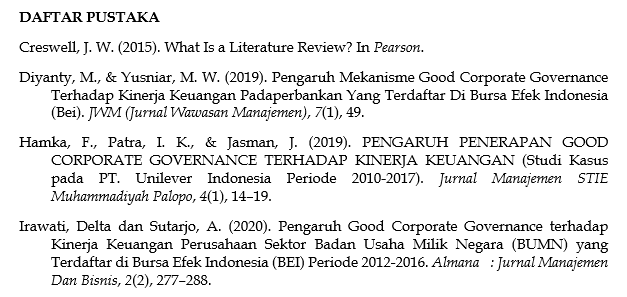 DAFTAR PUSTAKA
Creswell, J. W. (2015). What Is a Literature Review? In Pearson.
Diyanty, M., & Yusniar, M. W. (2019). Pengaruh Mekanisme Good Corporate Governance
Terhadap Kinerja Keuangan Padaperbankan Yang Terdaftar Di Bursa Efek Indonesia
(Bei). JWM (Jurnal Wawasan Manajemen), 7(1), 49.
Hamka, F., Patra, I. K., & Jasman, J. (2019). PENGARUH PENERAPAN GOOD
CORPORATE GOVERNANCE TERHADAP KINERJA KEUANGAN (Studi Kasus
pada PT. Unilever Indonesia Periode 2010-2017). Jurnal Manajemen STIE
Muhammadiyah Palopo, 4(1), 14–19.
Irawati, Delta dan Sutarjo, A. (2020). Pengaruh Good Corporate Governance terhadap
Kinerja Keuangan Perusahaan Sektor Badan Usaha Milik Negara (BUMN) yang
Terdaftar di Bursa Efek Indonesia (BEI) Periode 2012-2016. Almana : Jurnal Manajemen
Dan Bisnis, 2(2), 277–288.